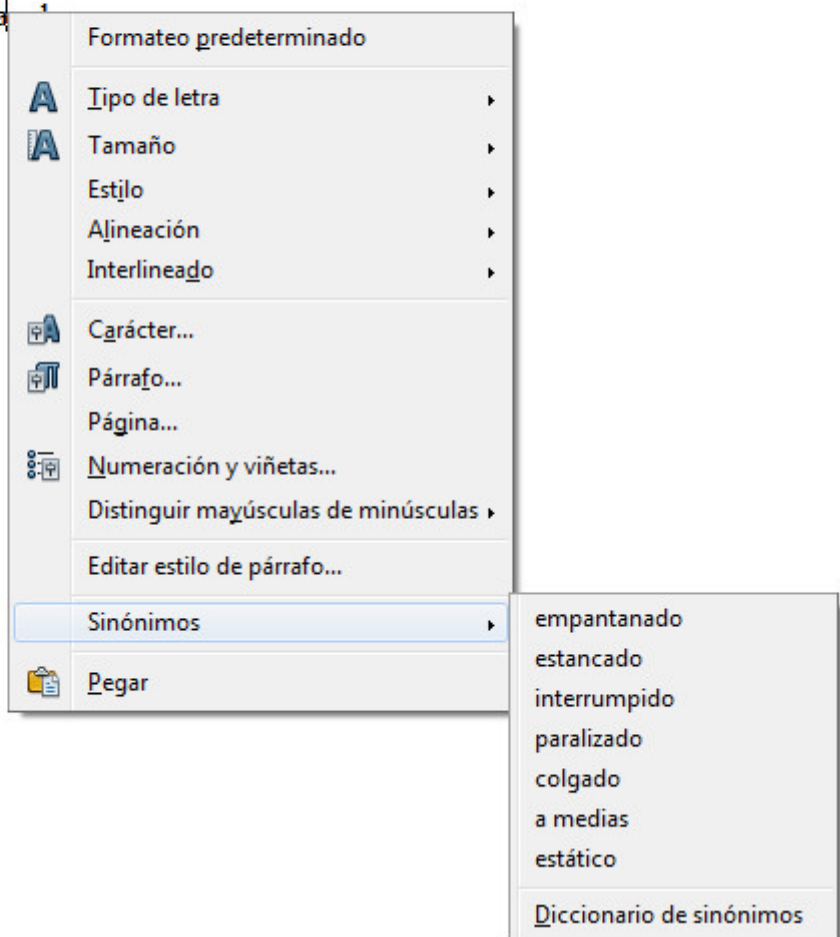 Formateo predeterminado
Tipo de letra
Tamaño
Estilo
Alineación
Interlineado
Carácter...
Párrafo...
Página...
Numeración y viñetas...
Distinguir mayúsculas de minúsculas
Editar estilo de párrafo...
Sinónimos
Pegar
empantanado
estancado
interrumpido
paralizado
colgado
a medias
estático
Diccionario de sinónimos